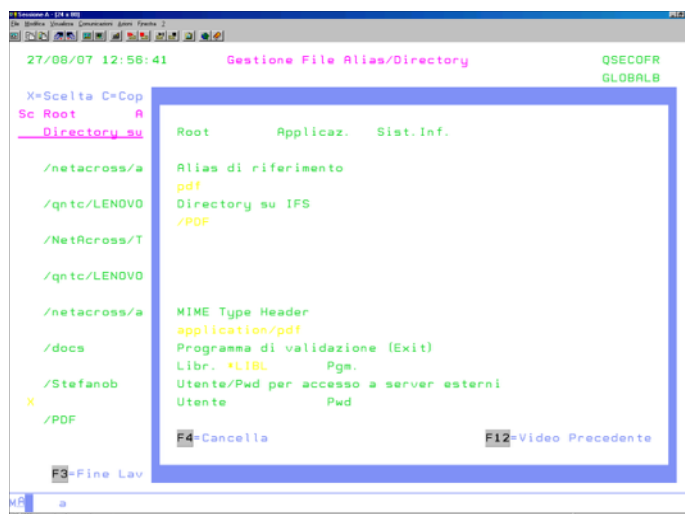 Sessione A - [24 x 80]
File Modifica Visualizza Comunicazioni Azioni Finestra ?
27/08/07 12:56:41 Gestione File Alias/Directory QSECOFR
GLOBALB
X=Scelta C=Cop
Sc Root A
Directory su
Root Applicaz. Sist.Inf.
/netacross/a
Alias di riferimento
pdf
/qntc/LENOVO
Directory su IFS
/PDF
/NetAcross/T
/qntc/LENOVO
/netacross/a
MIME Type Header
application/pdf
/docs
Programma di validazione (Exit)
Libr. *LIBL Pgm.
/Stefanob
Utente/Pwd per accesso a server esterni
X
Utente Pwd
/PDF
F4=Cancella F12=Video Precedente
F3=Fine Lav
MA a